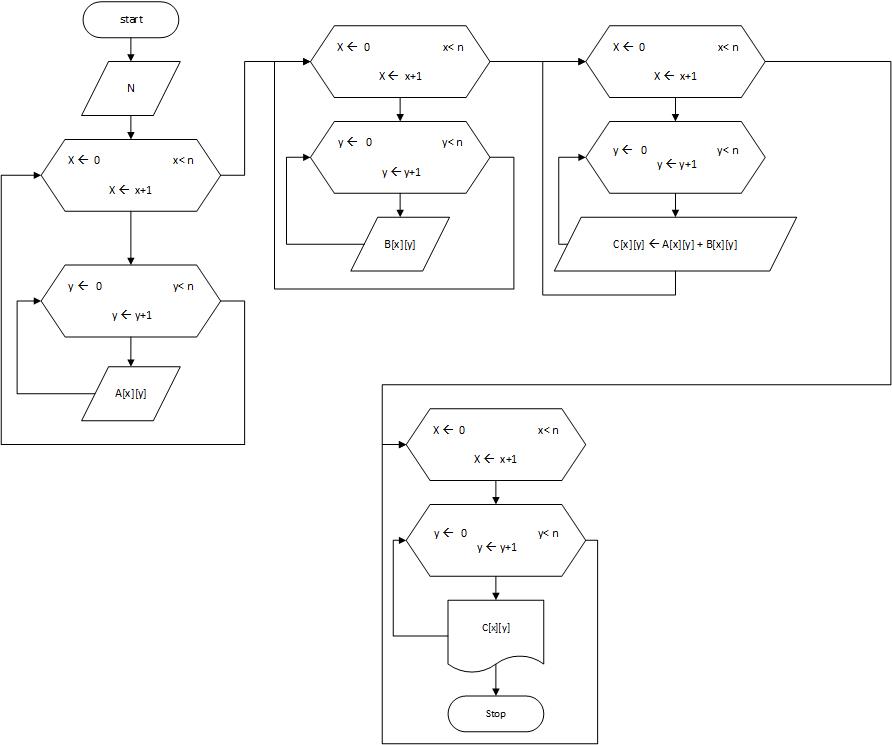 start
N
X ← 0 x< n
X ← x+1
y ← 0 y< n
y ← y+1
A[x][y]
X ← 0 x< n
X ← x+1
y ← 0 y< n
y ← y+1
B[x][y]
X ← 0 x< n
X ← x+1
y ← 0 y< n
y ← y+1
C[x][y] ← A[x][y] + B[x][y]
X ← 0 x< n
X ← x+1
y ← 0 y< n
y ← y+1
C[x][y]
Stop